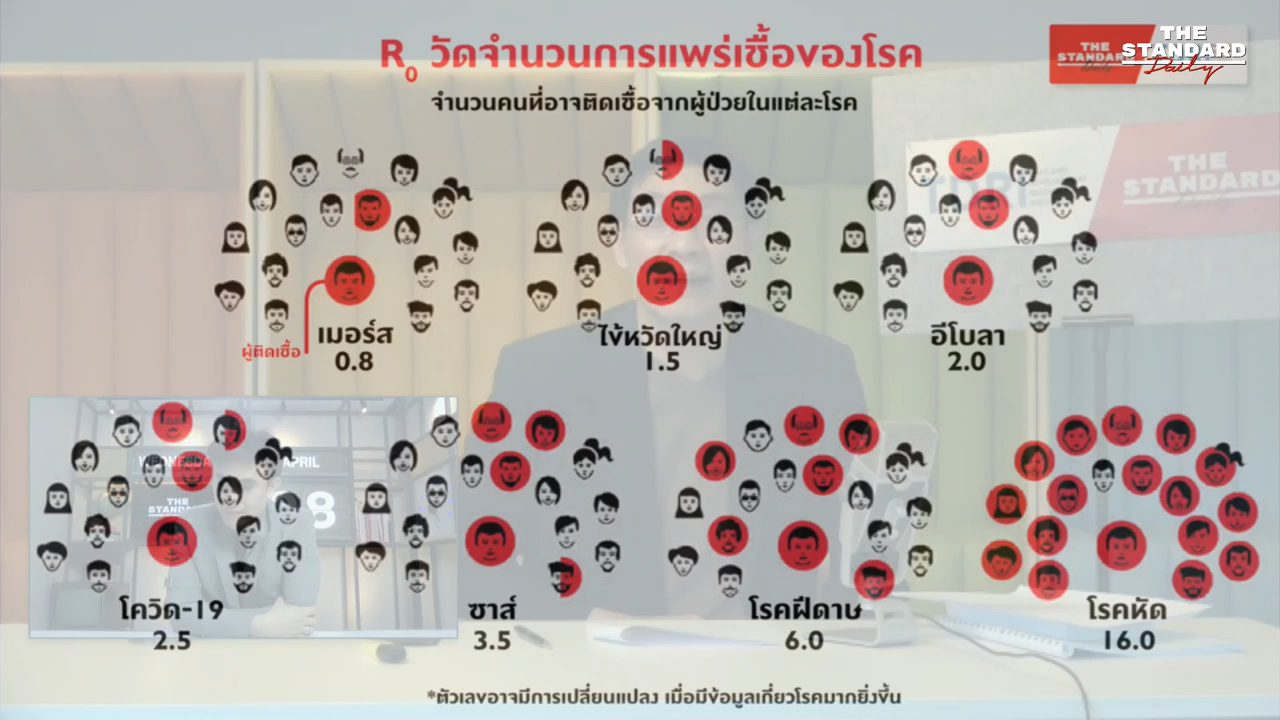 R0 วัดจำนวนการแพร่เชื้อของโรค
จำนวนคนที่อาจติดเชื้อจากผู้ป่วยในแต่ละโรค
THE
STANDARD
Daily
THE
STANDARD
Daily
THE
STANDARD
ผู้ติดเชื้อ
เมอร์ส
0.8
ไข้หวัดใหญ่
1.5
อีโบลา
2.0
APRIL
THE
8
โควิด-19
2.5
ซาส์
3.5
โรคฝีดาษ
6.0
โรคหัด
16.0
*ตัวเลขอาจมีการเปลี่ยนแปลง เมื่อมีข้อมูลเกี่ยวโรคมากยิ่งขึ้น